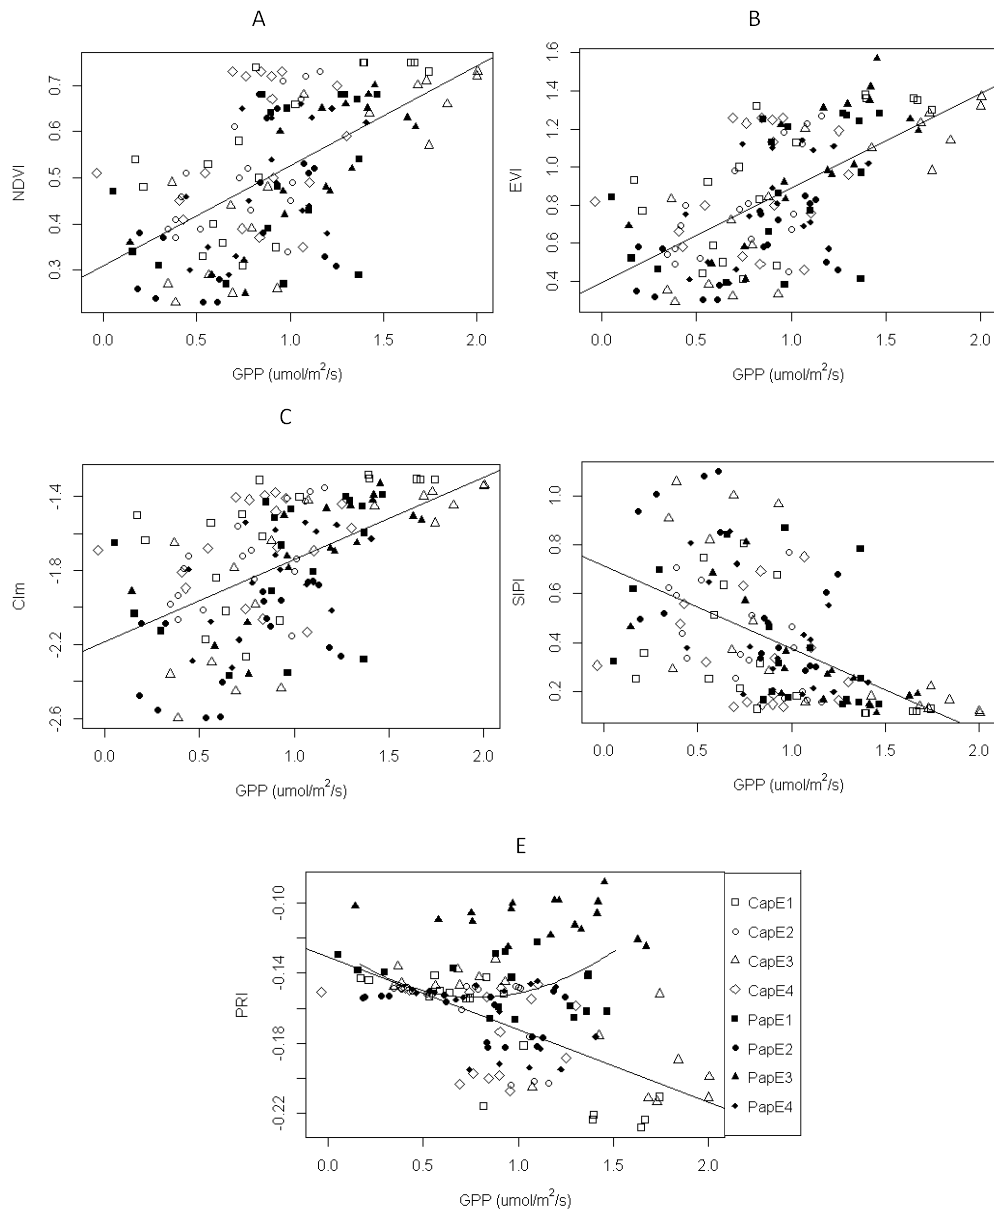 A
B
NDVI
0.3 0.4 0.5 0.6 0.7
0.0 0.5 1.0 1.5 2.0
GPP (umol/m²/s)
EVI
0.4 0.6 0.8 1.0 1.2 1.4 1.6
0.0 0.5 1.0 1.5 2.0
GPP (umol/m²/s)
C
CIm
-2.6 -2.2 -1.8 -1.4
0.0 0.5 1.0 1.5 2.0
GPP (umol/m²/s)
SIPI
0.2 0.4 0.6 0.8 1.0
0.0 0.5 1.0 1.5 2.0
GPP (umol/m²/s)
E
PRI
-0.22 -0.18 -0.14 -0.10
0.0 0.5 1.0 1.5 2.0
GPP (umol/m²/s)
CapE1
CapE2
CapE3
CapE4
PapE1
PapE2
PapE3
PapE4